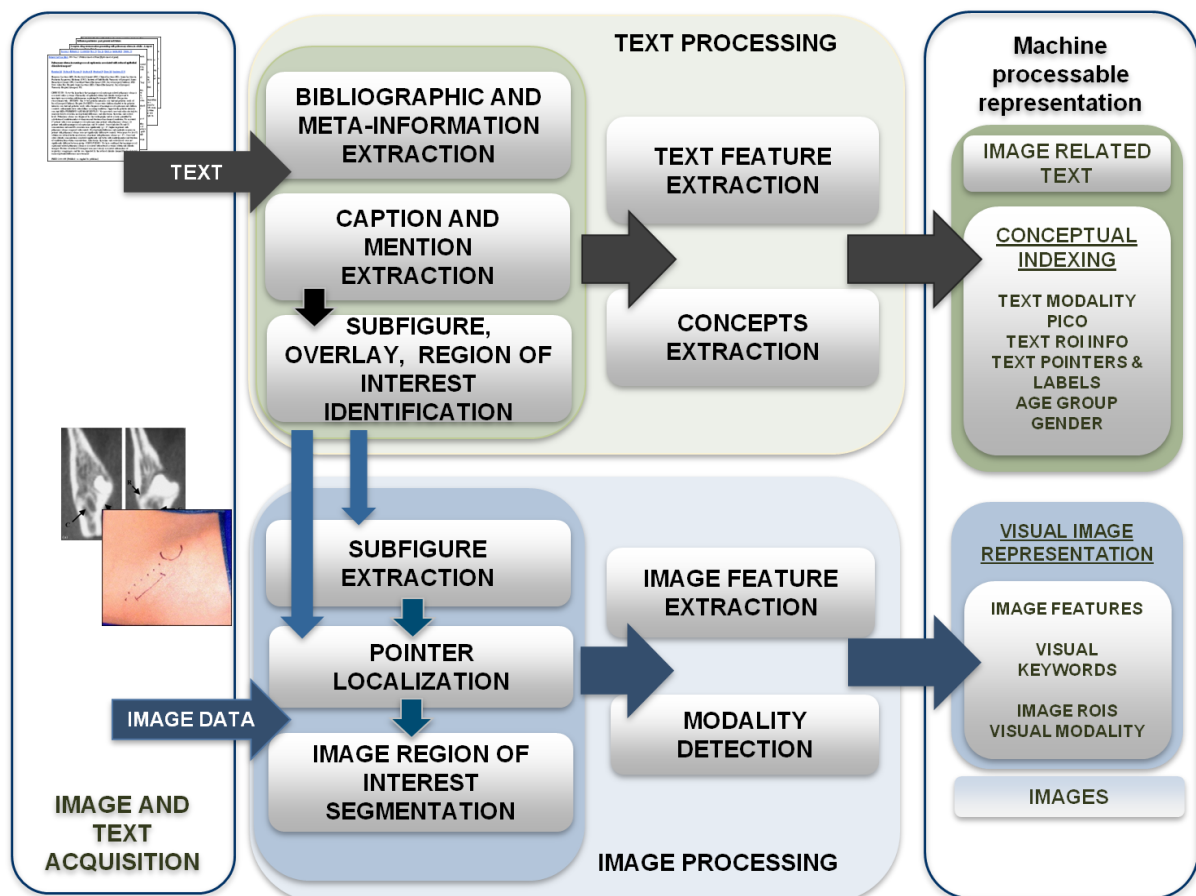 TEXT PROCESSING
Machine
processable
representation
BIBLIOGRAPHIC AND
META-INFORMATION
EXTRACTION
TEXT
TEXT FEATURE
EXTRACTION
IMAGE RELATED
TEXT
CAPTION AND
MENTION
EXTRACTION
CONCEPTUAL
INDEXING
TEXT MODALITY
PICO
TEXT ROI INFO
TEXT POINTERS &
LABELS
AGE GROUP
GENDER
SUBFIGURE,
OVERLAY, REGION OF
INTEREST
IDENTIFICATION
CONCEPTS
EXTRACTION
SUBFIGURE
EXTRACTION
IMAGE FEATURE
EXTRACTION
VISUAL IMAGE
REPRESENTATION
IMAGE FEATURES
VISUAL
KEYWORDS
IMAGE ROIS
VISUAL MODALITY
POINTER
LOCALIZATION
IMAGE DATA
MODALITY
DETECTION
IMAGE REGION OF
INTEREST
SEGMENTATION
IMAGES
IMAGE AND
TEXT
ACQUISITION
IMAGE PROCESSING